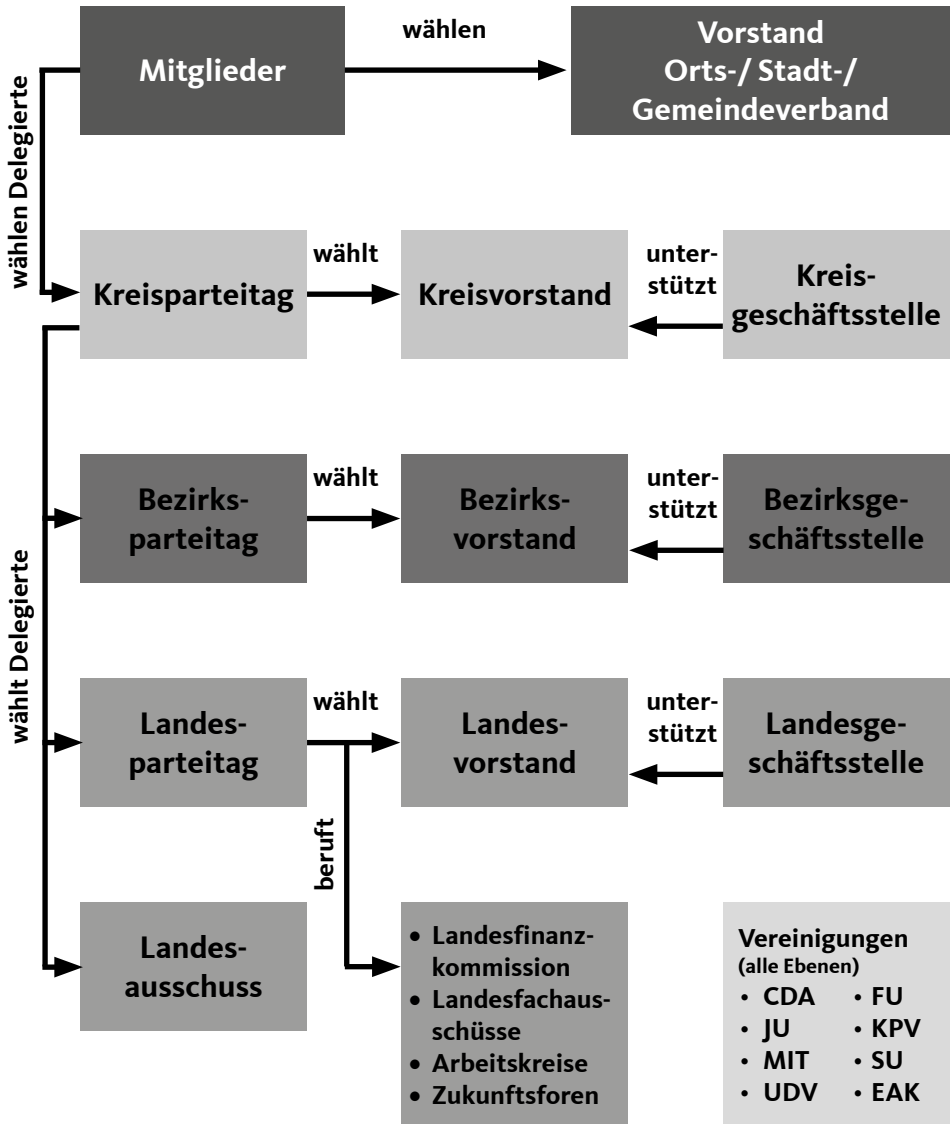 wählen
Mitglieder
Vorstand
Orts-/ Stadt-/
Gemeindeverband
wählen Delegierte
Kreisparteitag
wählt
Kreisvorstand
unter-
stützt
Kreis-
geschäftsstelle
wählt Delegierte
Bezirks-
parteitag
wählt
Bezirks-
vorstand
unter-
stützt
Bezirksge-
schäftsstelle
Landes-
parteitag
wählt
Landes-
vorstand
unter-
stützt
Landesge-
schäftsstelle
beruft
Landes-
ausschuss
• Landesfinanz-
kommission
• Landesfachaus-
schüsse
• Arbeitskreise
• Zukunftsforen
Vereinigungen
(alle Ebenen)
• CDA • FU
• JU • KPV
• MIT • SU
• UDV • EAK